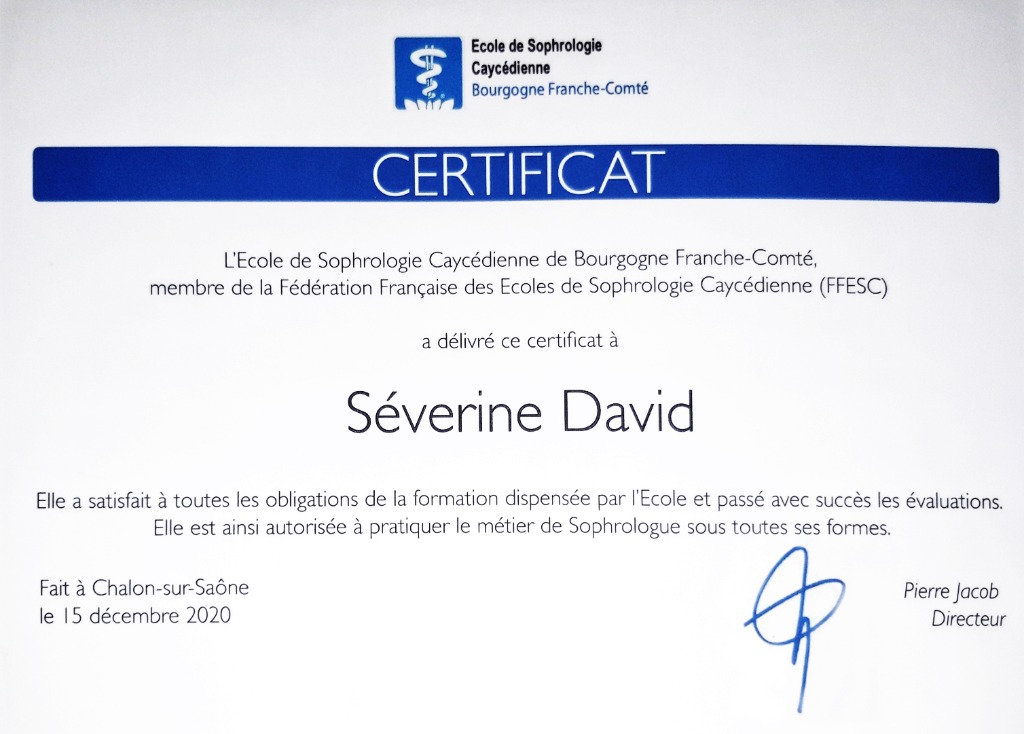 Ecole de Sophrologie
Caycédienne
Bourgogne Franche-Comté
CERTIFICAT
L'Ecole de Sophrologie Caycédienne de Bourgogne Franche-Comté,
membre de la Fédération Française des Ecoles de Sophrologie Caycédienne (FFESC)
a délivré ce certificat à
Séverine David
Elle a satisfait à toutes les obligations de la formation dispensée par l'Ecole et passé avec succès les évaluations.
Elle est ainsi autorisée à pratiquer le métier de Sophrologue sous toutes ses formes.
Fait à Chalon-sur-Saône
le 15 décembre 2020
Pierre Jacob
Directeur